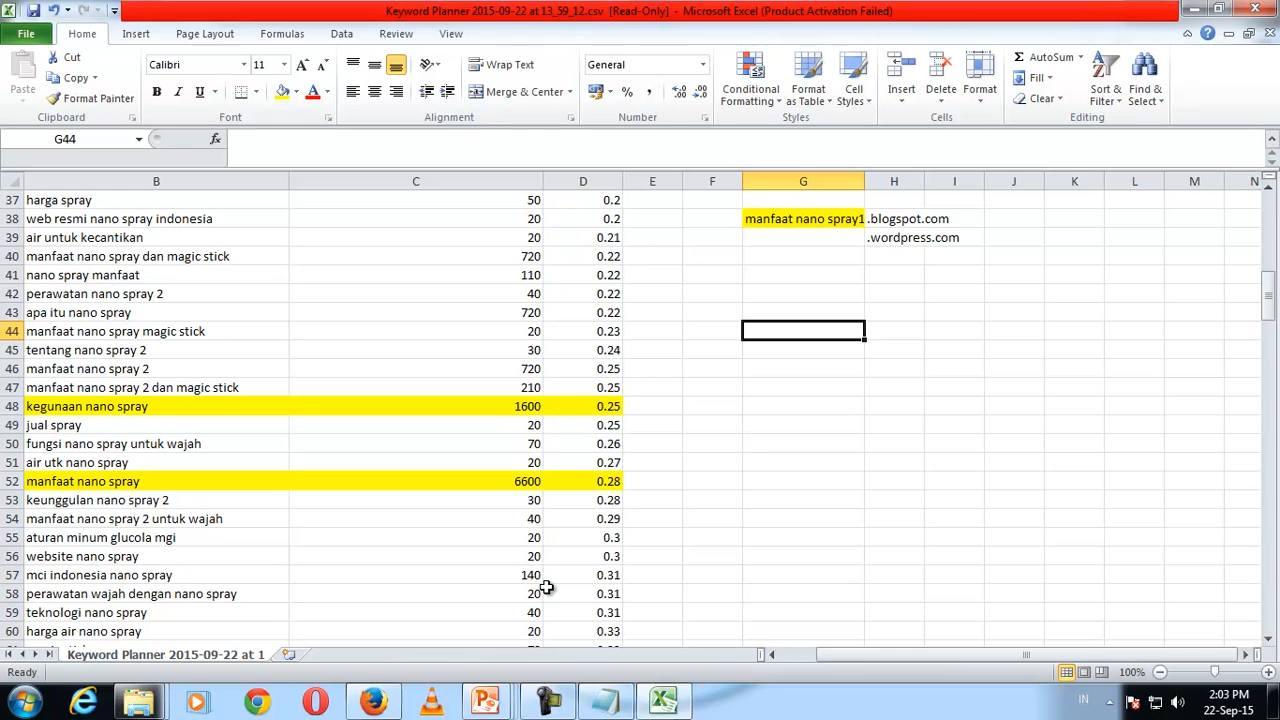 Keyword Planner 2015-09-22 at 13_59_12.csv [Read-Only] - Microsoft Excel (Product Activation Failed)
File Home Insert Page Layout Formulas Data Review View
Paste
Cut
Copy
Format Painter
Clipboard
Calibri 11
B I U
Font
Wrap Text
Merge & Center
Alignment
General
%
Number
Conditional Formatting
Format as Table
Cell Styles
Styles
Insert
Delete
Format
Cells
AutoSum
Fill
Clear
Sort & Filter
Find & Select
Editing
G44 fx
B C D E F G H I J K L M N
37 harga spray 50 0.2
38 web resmi nano spray indonesia 20 0.2 manfaat nano spray1 .blogspot.com
39 air untuk kecantikan 20 0.21 .wordpress.com
40 manfaat nano spray dan magic stick 720 0.22
41 nano spray manfaat 110 0.22
42 perawatan nano spray 2 40 0.22
43 apa itu nano spray 720 0.22
44 manfaat nano spray magic stick 20 0.23
45 tentang nano spray 2 30 0.24
46 manfaat nano spray 2 720 0.25
47 manfaat nano spray 2 dan magic stick 210 0.25
48 kegunaan nano spray 1600 0.25
49 jual spray 20 0.25
50 fungsi nano spray untuk wajah 70 0.26
51 air utk nano spray 20 0.27
52 manfaat nano spray 6600 0.28
53 keunggulan nano spray 2 30 0.28
54 manfaat nano spray 2 untuk wajah 40 0.29
55 aturan minum glucola mgi 20 0.3
56 website nano spray 20 0.3
57 mci indonesia nano spray 140 0.31
58 perawatan wajah dengan nano spray 20 0.31
59 teknologi nano spray 40 0.31
60 harga air nano spray 20 0.33
Keyword Planner 2015-09-22 at 1
Ready 100%
IN 2:03 PM
22-Sep-15